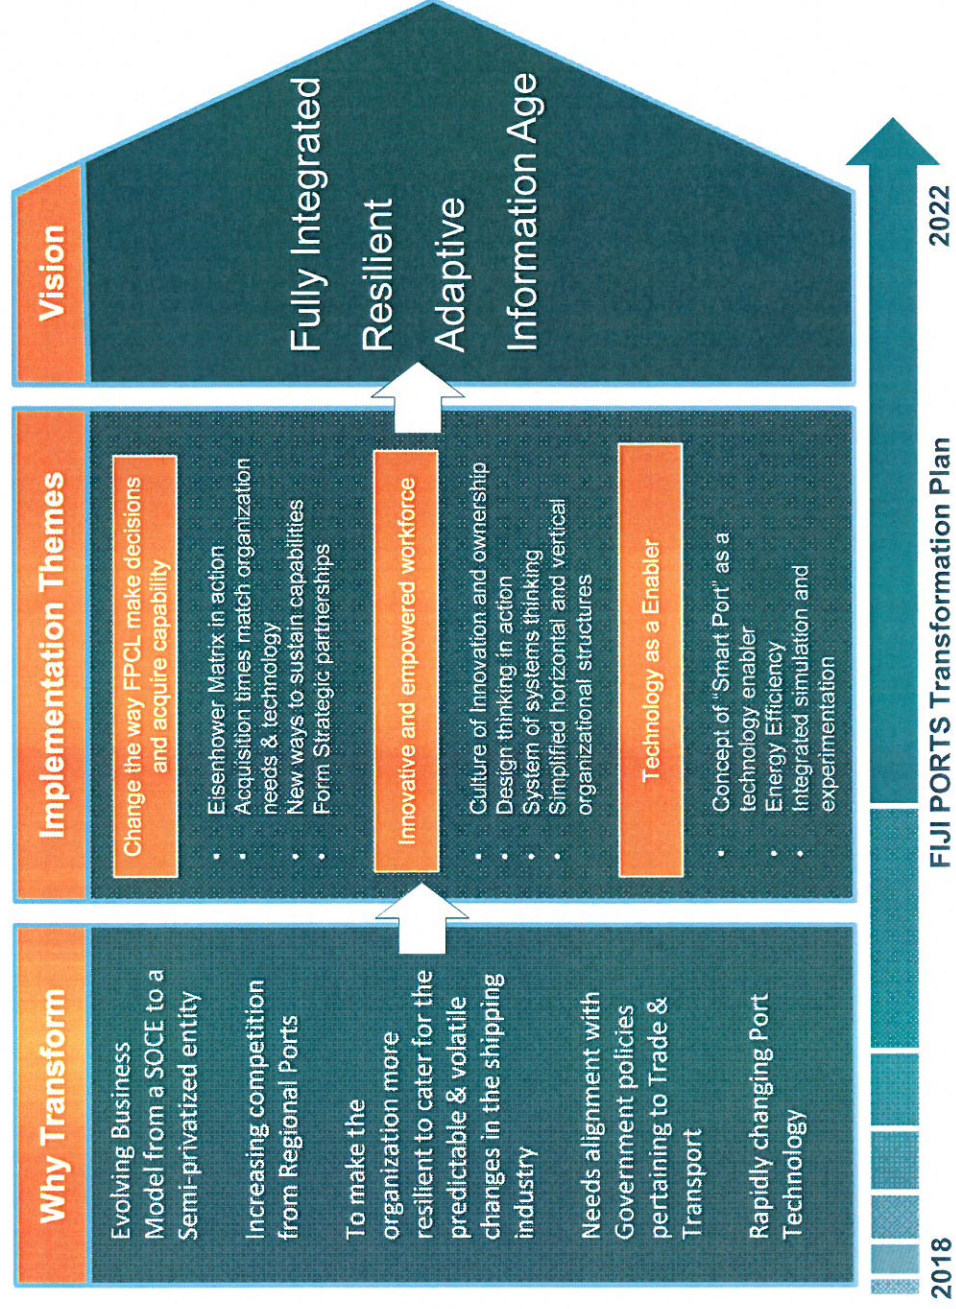 Why Transform
Evolving Business
Model from a SOCE to a
Semi-privatized entity
Increasing competition
from Regional Ports
To make the
organization more
resilient to cater for the
predictable & volatile
changes in the shipping
industry
Needs alignment with
Government policies
pertaining to Trade &
Transport
Rapidly changing Port
Technology
Implementation Themes
Change the way FPCL make decisions
and acquire capability
• Eisenhower Matrix in action
• Acquisition times match organization
needs & technology
• New ways to sustain capabilities
• Form Strategic partnerships
Innovative and empowered workforce
• Culture of Innovation and ownership
• Design thinking in action
• System of systems thinking
• Simplified horizontal and vertical
organizational structures
Technology as a Enabler
• Concept of "Smart Port" as a
technology enabler
• Energy Efficiency
• Integrated simulation and
experimentation
Vision
Fully Integrated
Resilient
Adaptive
Information Age
2018
FIJI PORTS Transformation Plan
2022